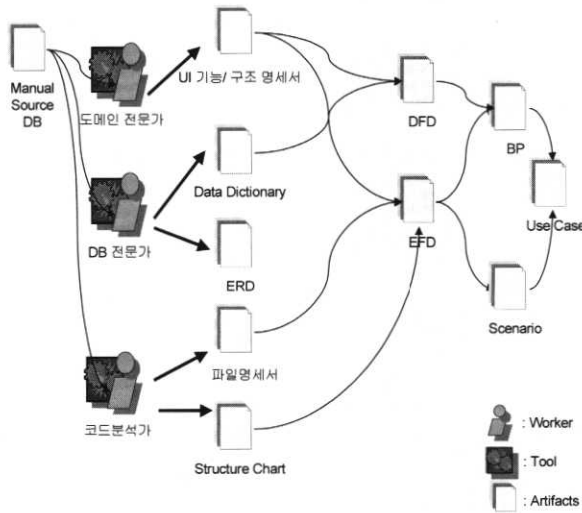 Manual
Source
DB
도메인 전문가
UI 기능/ 구조 명세서
DFD
BP
Data Dictionary
DB 전문가
EFD
Use Case
ERD
Scenario
파일명세서
코드분석가
Structure Chart
: Worker
: Tool
: Artifacts